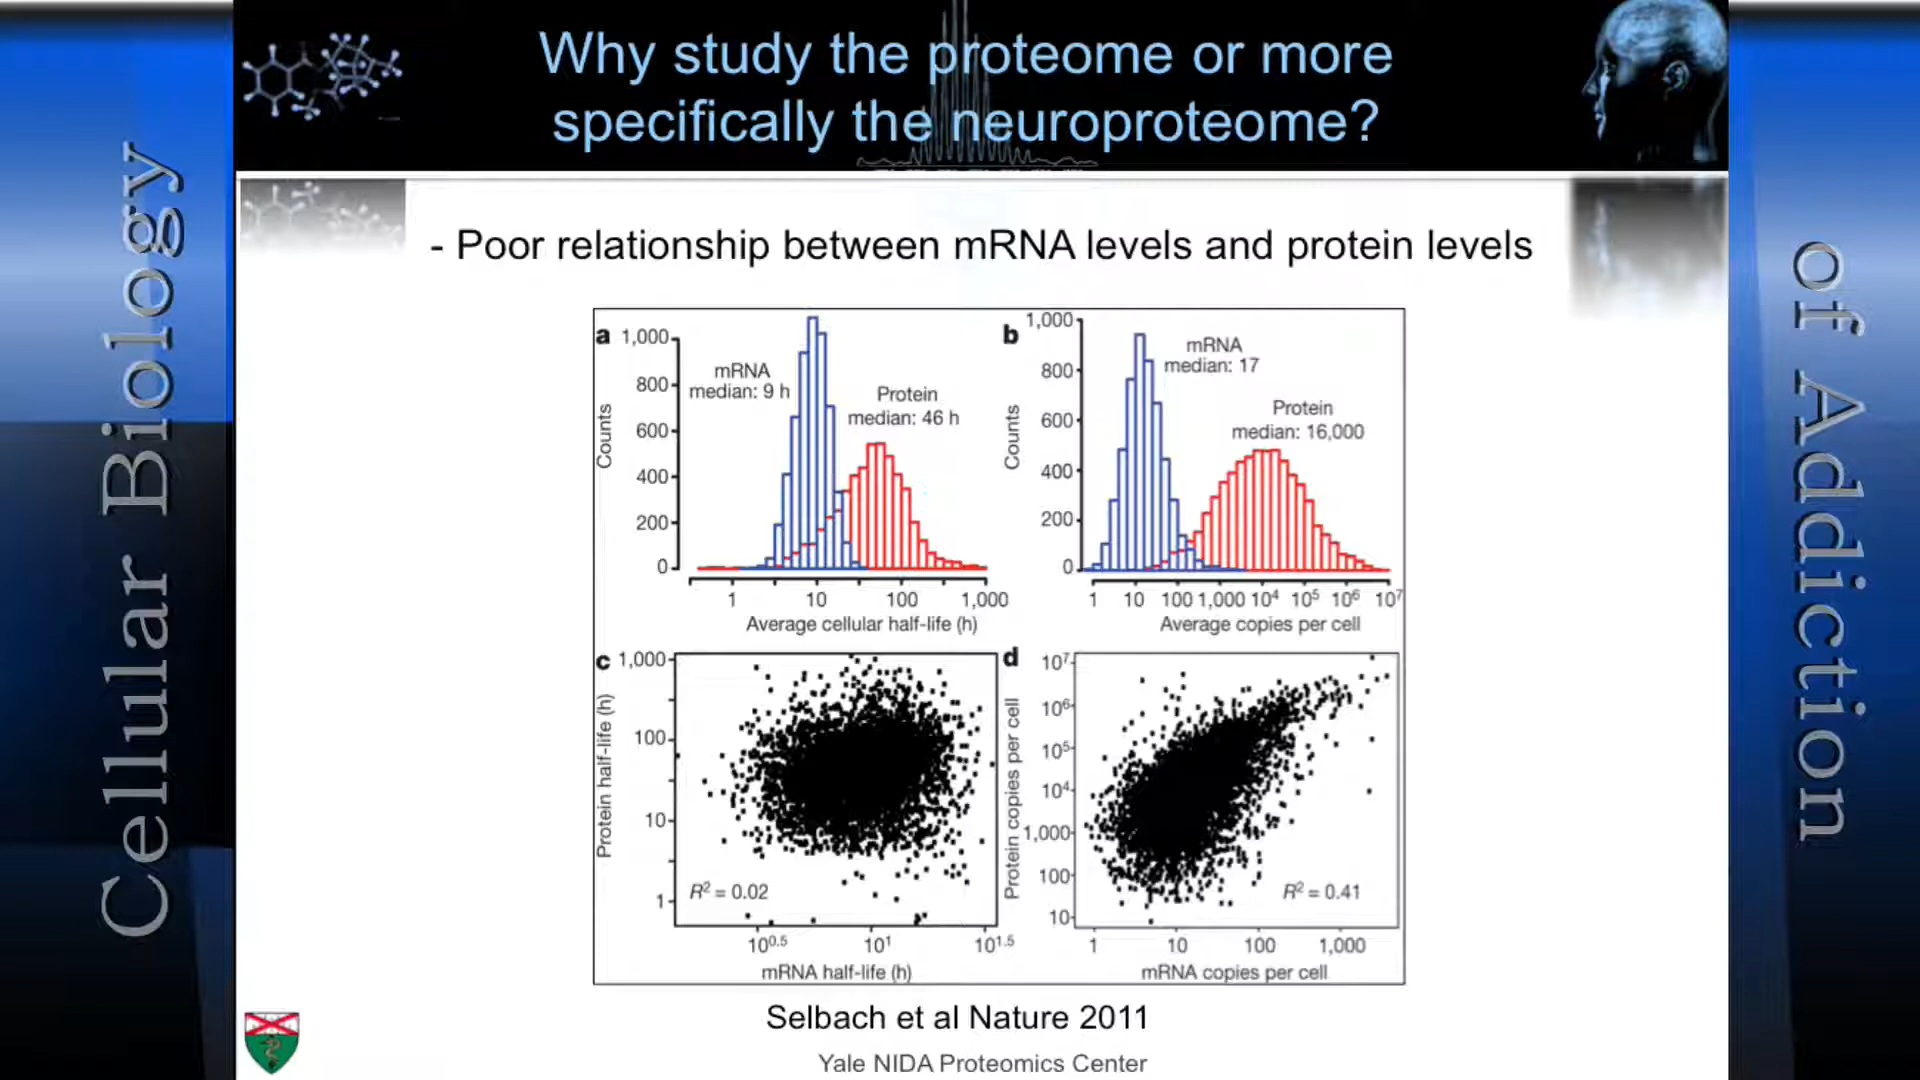 Why study the proteome or more
specifically the neuroproteome?
Cellular Biology
of Addiction
- Poor relationship between mRNA levels and protein levels
a
1,000
800
600
400
200
0
Counts
mRNA
median: 9 h
Protein
median: 46 h
1 10 100 1,000
Average cellular half-life (h)
b
1,000
800
600
400
200
0
Counts
mRNA
median: 17
Protein
median: 16,000
1 10 100 1,000 10⁴ 10⁵ 10⁶ 10⁷
Average copies per cell
c
1,000
100
10
1
Protein half-life (h)
R² = 0.02
10⁰·⁵ 10¹ 10¹·⁵
mRNA half-life (h)
d
10⁷
10⁶
10⁵
10⁴
1,000
100
10
Protein copies per cell
R² = 0.41
1 10 100 1,000
mRNA copies per cell
Selbach et al Nature 2011
Yale NIDA Proteomics Center